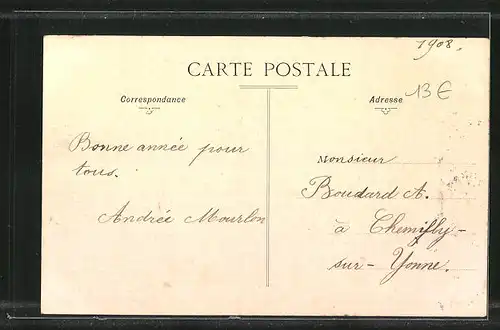 1908.
CARTE POSTALE
Correspondance
Adresse
13€
Bonne année pour
tous.
Andrée Mourlon
Monsieur
Boudard A.
à Chemilly-
sur-Yonne.